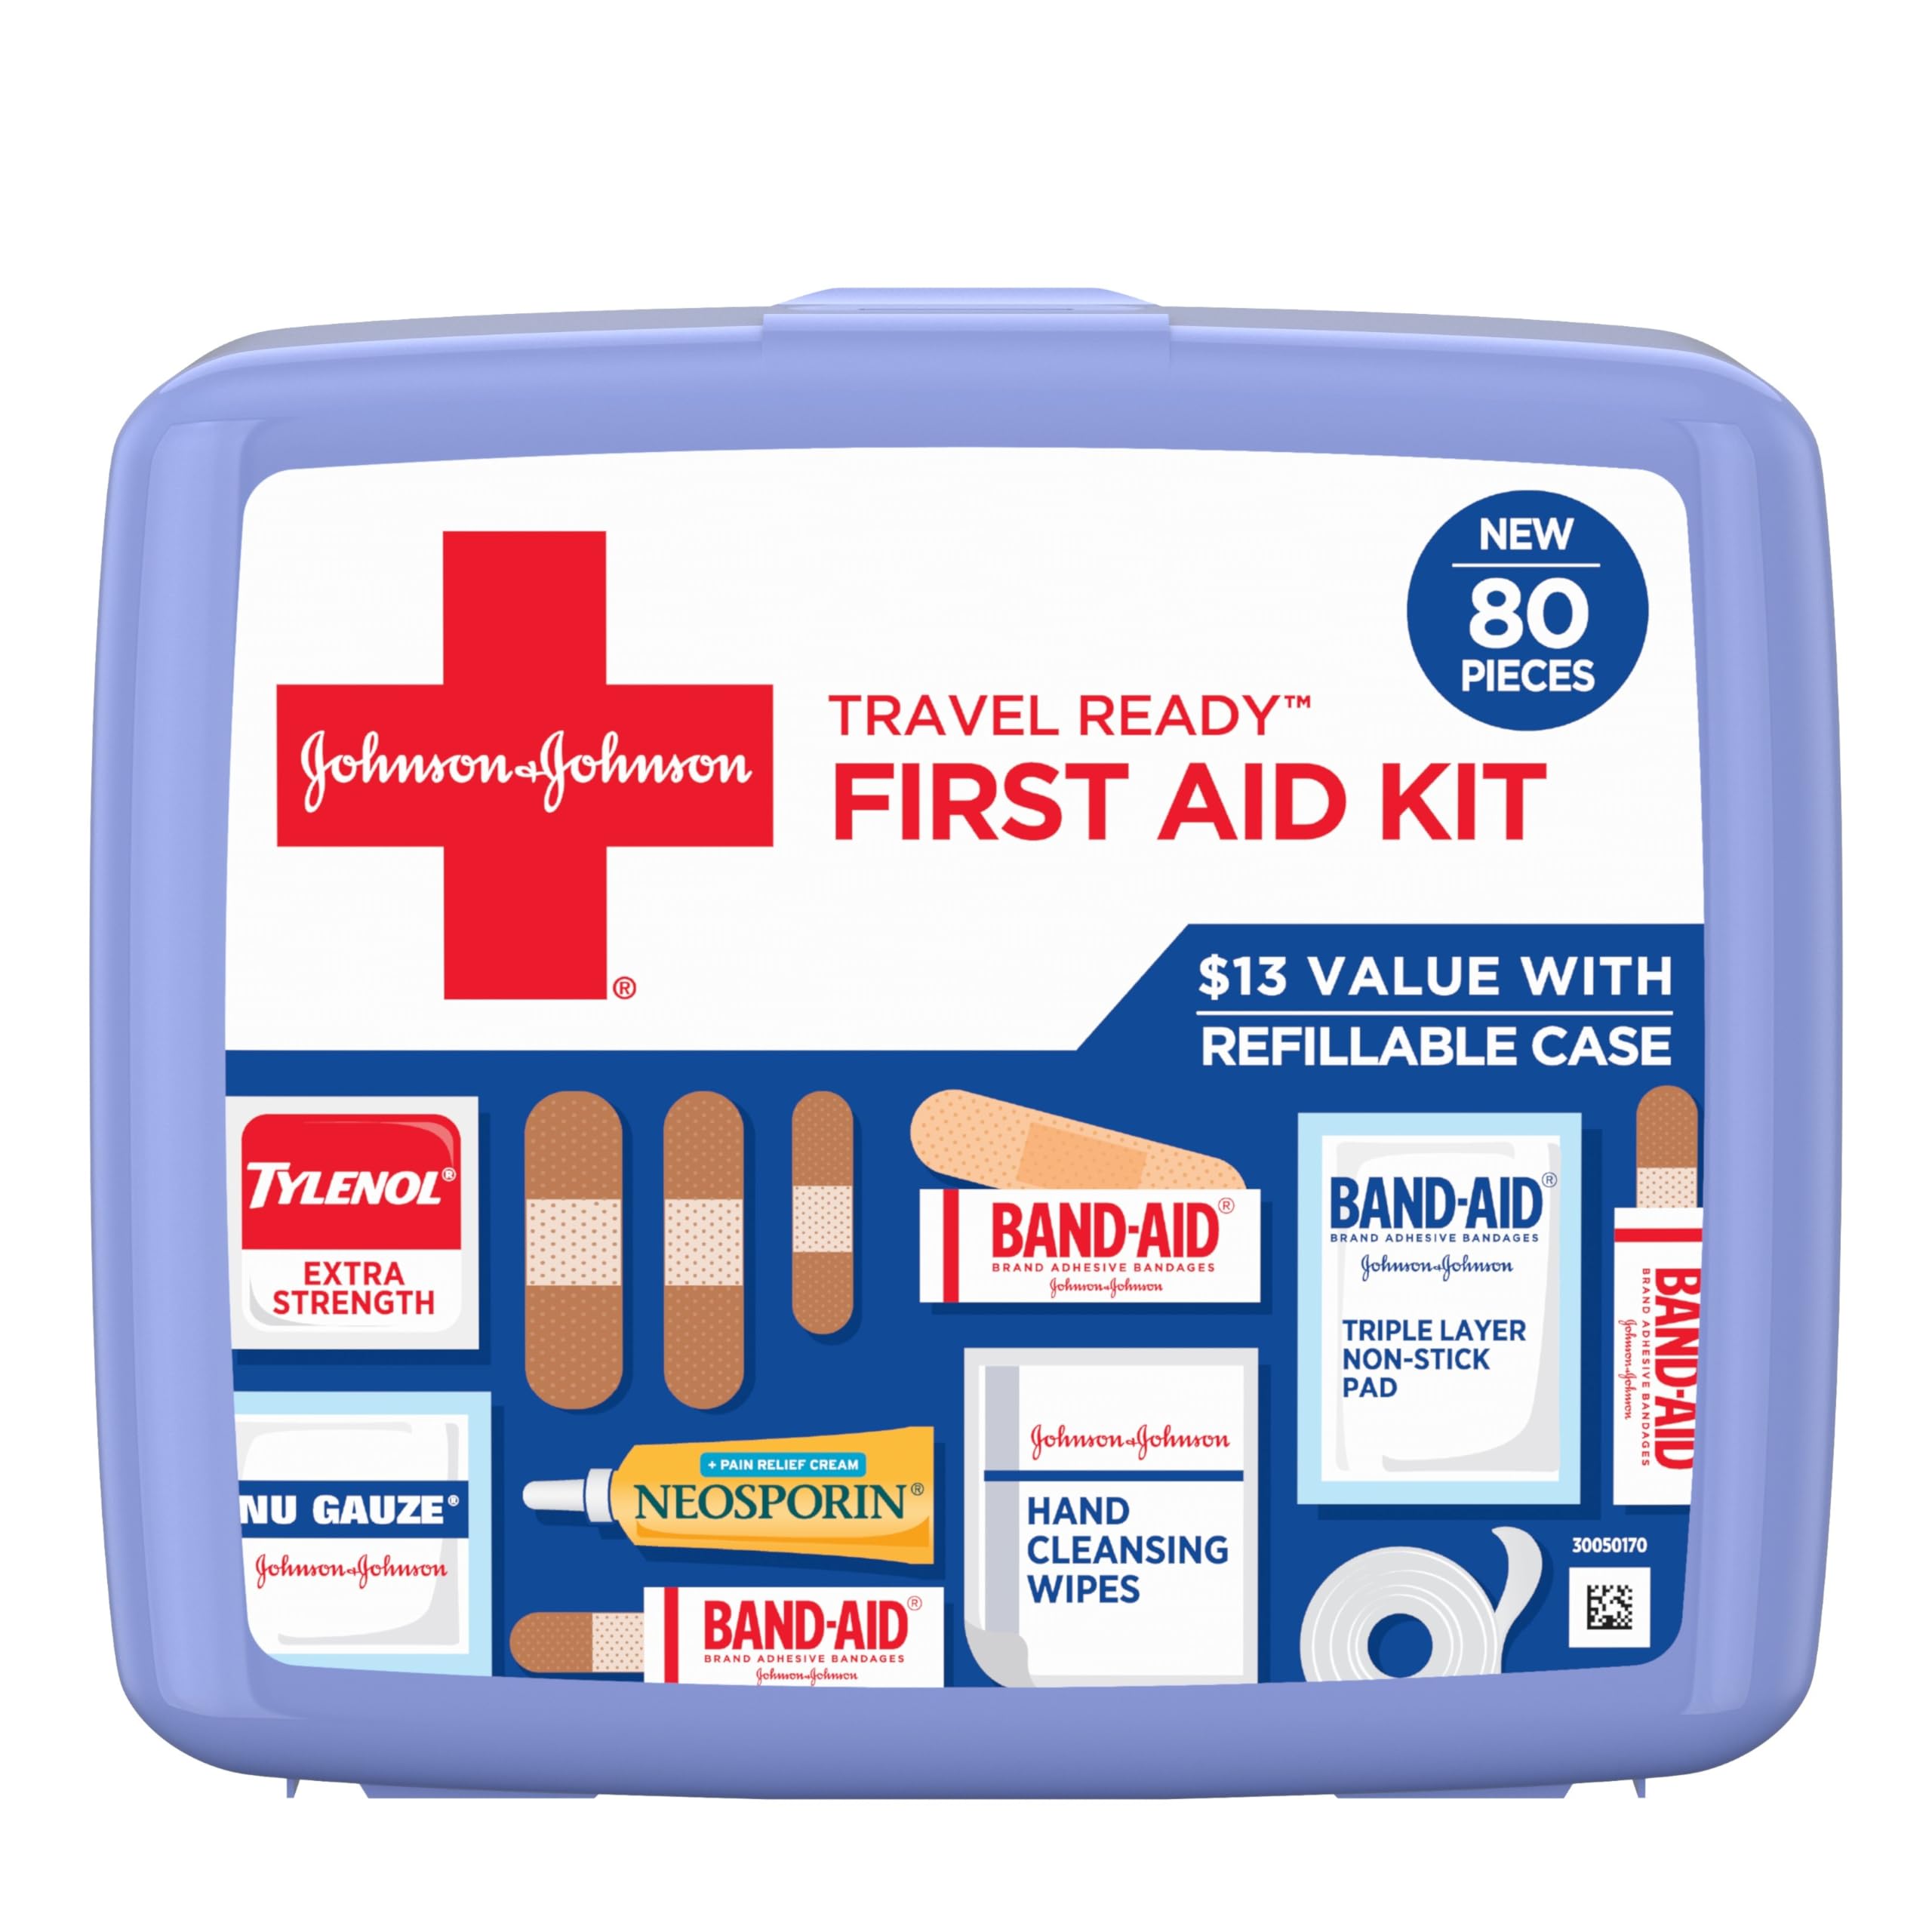 NEW
80
PIECES
Johnson & Johnson
®
TRAVEL READY™
FIRST AID KIT
$13 VALUE WITH
REFILLABLE CASE
TYLENOL®
EXTRA
STRENGTH
BAND-AID®
BRAND ADHESIVE BANDAGES
Johnson & Johnson
BAND-AID®
BRAND ADHESIVE BANDAGES
Johnson & Johnson
TRIPLE LAYER
NON-STICK
PAD
BAND-AID
BRAND ADHESIVE BANDAGES
Johnson & Johnson
NU GAUZE®
Johnson & Johnson
+ PAIN RELIEF CREAM
NEOSPORIN®
Johnson & Johnson
HAND
CLEANSING
WIPES
BAND-AID®
BRAND ADHESIVE BANDAGES
Johnson & Johnson
30050170